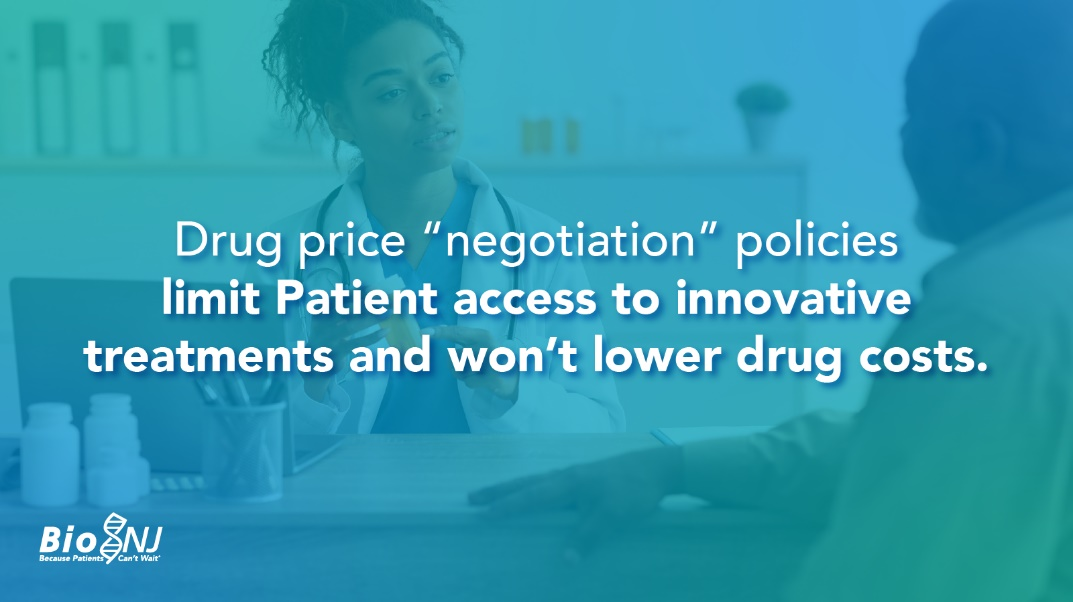 Drug price “negotiation” policies
limit Patient access to innovative
treatments and won’t lower drug costs.
BioNJ
Because Patients Can’t Wait®